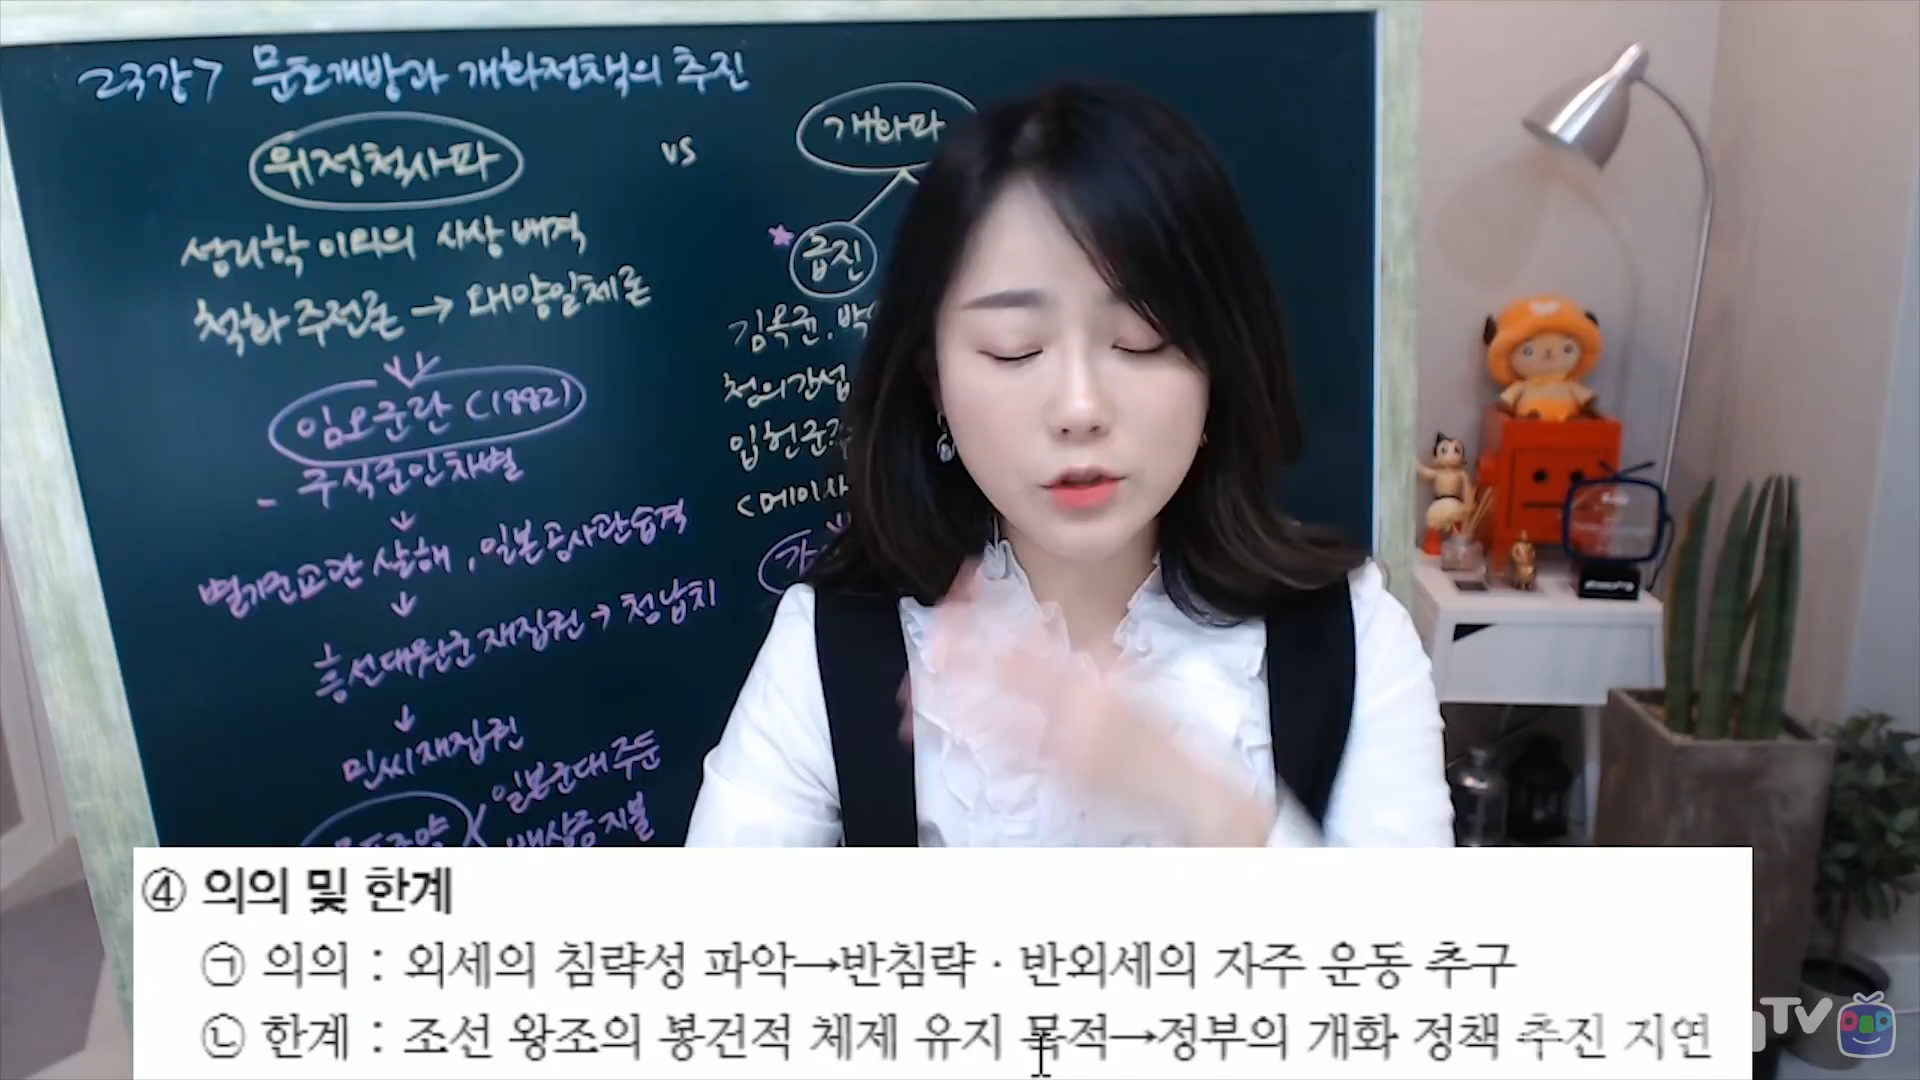 고국강7 문호개방과 개화정책의 추진
위정척사파 vs 개화파
성리학 이외의 사상 배격
척화주전론 → 왜양일체론
임오군란 (1882)
- 구식군인차별
↓
별기군교관 살해, 일본공사관습격
↓
흥선대원군 재집권 → 청납치
↓
민씨재집권
일본군대 주둔
배상금 지불
급진
김옥균, 박
청의간섭
입헌군주
<메이지
④ 의의 및 한계
㉠ 의의 : 외세의 침략성 파악→반침략 · 반외세의 자주 운동 추구
㉡ 한계 : 조선 왕조의 봉건적 체제 유지 목적→정부의 개화 정책 추진 지연
TV